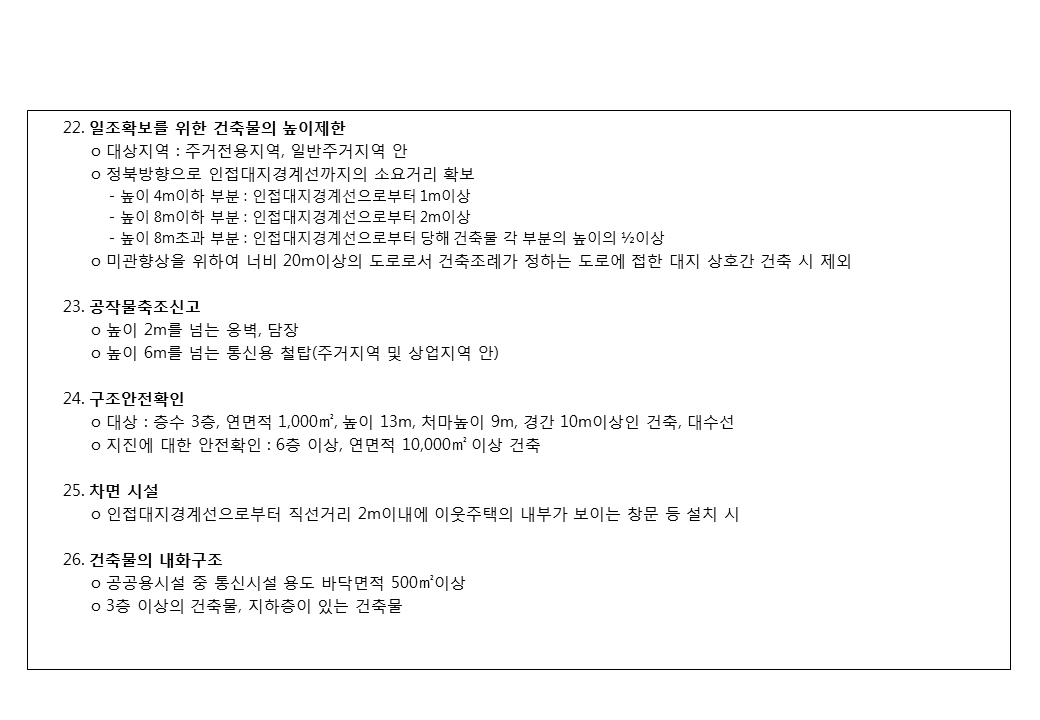 22. 일조확보를 위한 건축물의 높이제한
ο 대상지역 : 주거전용지역, 일반주거지역 안
ο 정북방향으로 인접대지경계선까지의 소요거리 확보
- 높이 4m이하 부분 : 인접대지경계선으로부터 1m이상
- 높이 8m이하 부분 : 인접대지경계선으로부터 2m이상
- 높이 8m초과 부분 : 인접대지경계선으로부터 당해 건축물 각 부분의 높이의 ½이상
ο 미관향상을 위하여 너비 20m이상의 도로로서 건축조례가 정하는 도로에 접한 대지 상호간 건축 시 제외
23. 공작물축조신고
ο 높이 2m를 넘는 옹벽, 담장
ο 높이 6m를 넘는 통신용 철탑(주거지역 및 상업지역 안)
24. 구조안전확인
ο 대상 : 층수 3층, 연면적 1,000㎡, 높이 13m, 처마높이 9m, 경간 10m이상인 건축, 대수선
ο 지진에 대한 안전확인 : 6층 이상, 연면적 10,000㎡ 이상 건축
25. 차면 시설
ο 인접대지경계선으로부터 직선거리 2m이내에 이웃주택의 내부가 보이는 창문 등 설치 시
26. 건축물의 내화구조
ο 공공용시설 중 통신시설 용도 바닥면적 500㎡이상
ο 3층 이상의 건축물, 지하층이 있는 건축물